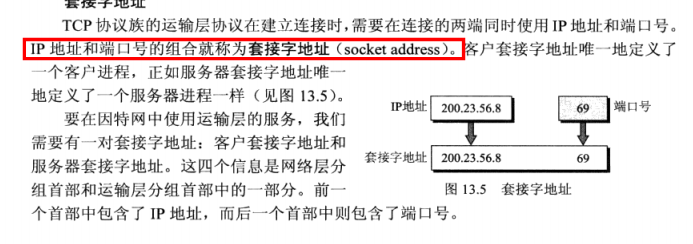 套接字地址
TCP 协议族的运输层协议在建立连接时,需要在连接的两端同时使用 IP 地址和端口号。
IP 地址和端口号的组合就称为套接字地址(socket address)。客户套接字地址唯一地定义了
一个客户进程，正如服务器套接字地址唯一
地定义了一个服务器进程一样（见图 13.5）。
要在因特网中使用运输层的服务，我们
需要有一对套接字地址：客户套接字地址和
服务器套接字地址。这四个信息是网络层分
组首部和运输层分组首部中的一部分。前一
个首部中包含了 IP 地址，而后一个首部中则包含了端口号。
IP地址 200.23.56.8 69 端口号
套接字地址 200.23.56.8 69
图 13.5 套接字地址